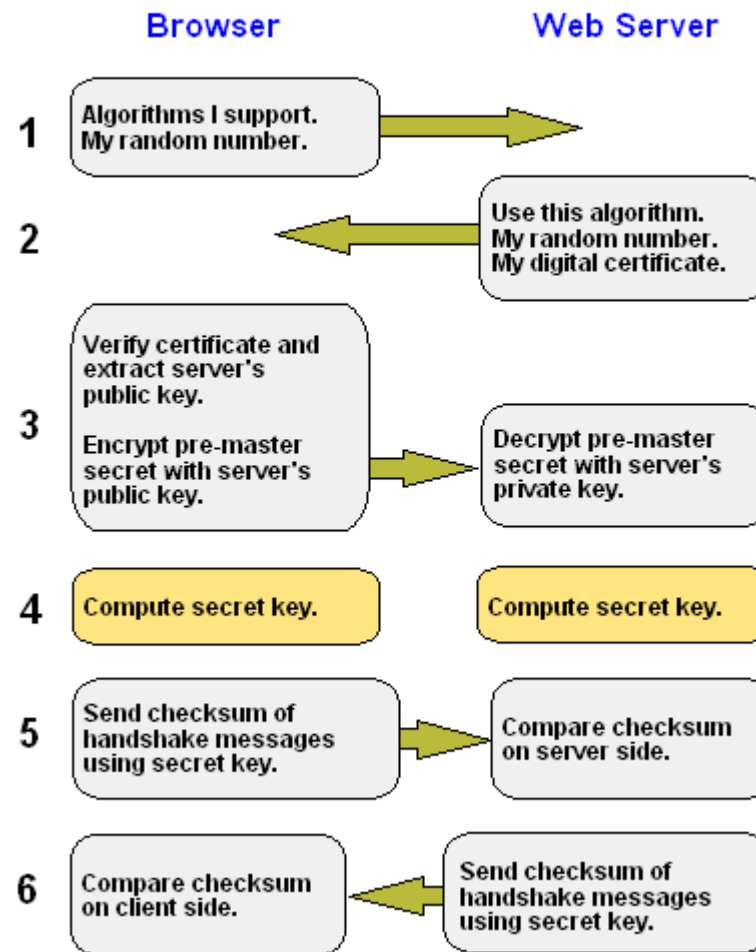 Browser
Web Server
1
Algorithms I support.
My random number.
2
Use this algorithm.
My random number.
My digital certificate.
3
Verify certificate and
extract server's
public key.
Encrypt pre-master
secret with server's
public key.
Decrypt pre-master
secret with server's
private key.
4
Compute secret key.
Compute secret key.
5
Send checksum of
handshake messages
using secret key.
Compare checksum
on server side.
6
Compare checksum
on client side.
Send checksum of
handshake messages
using secret key.